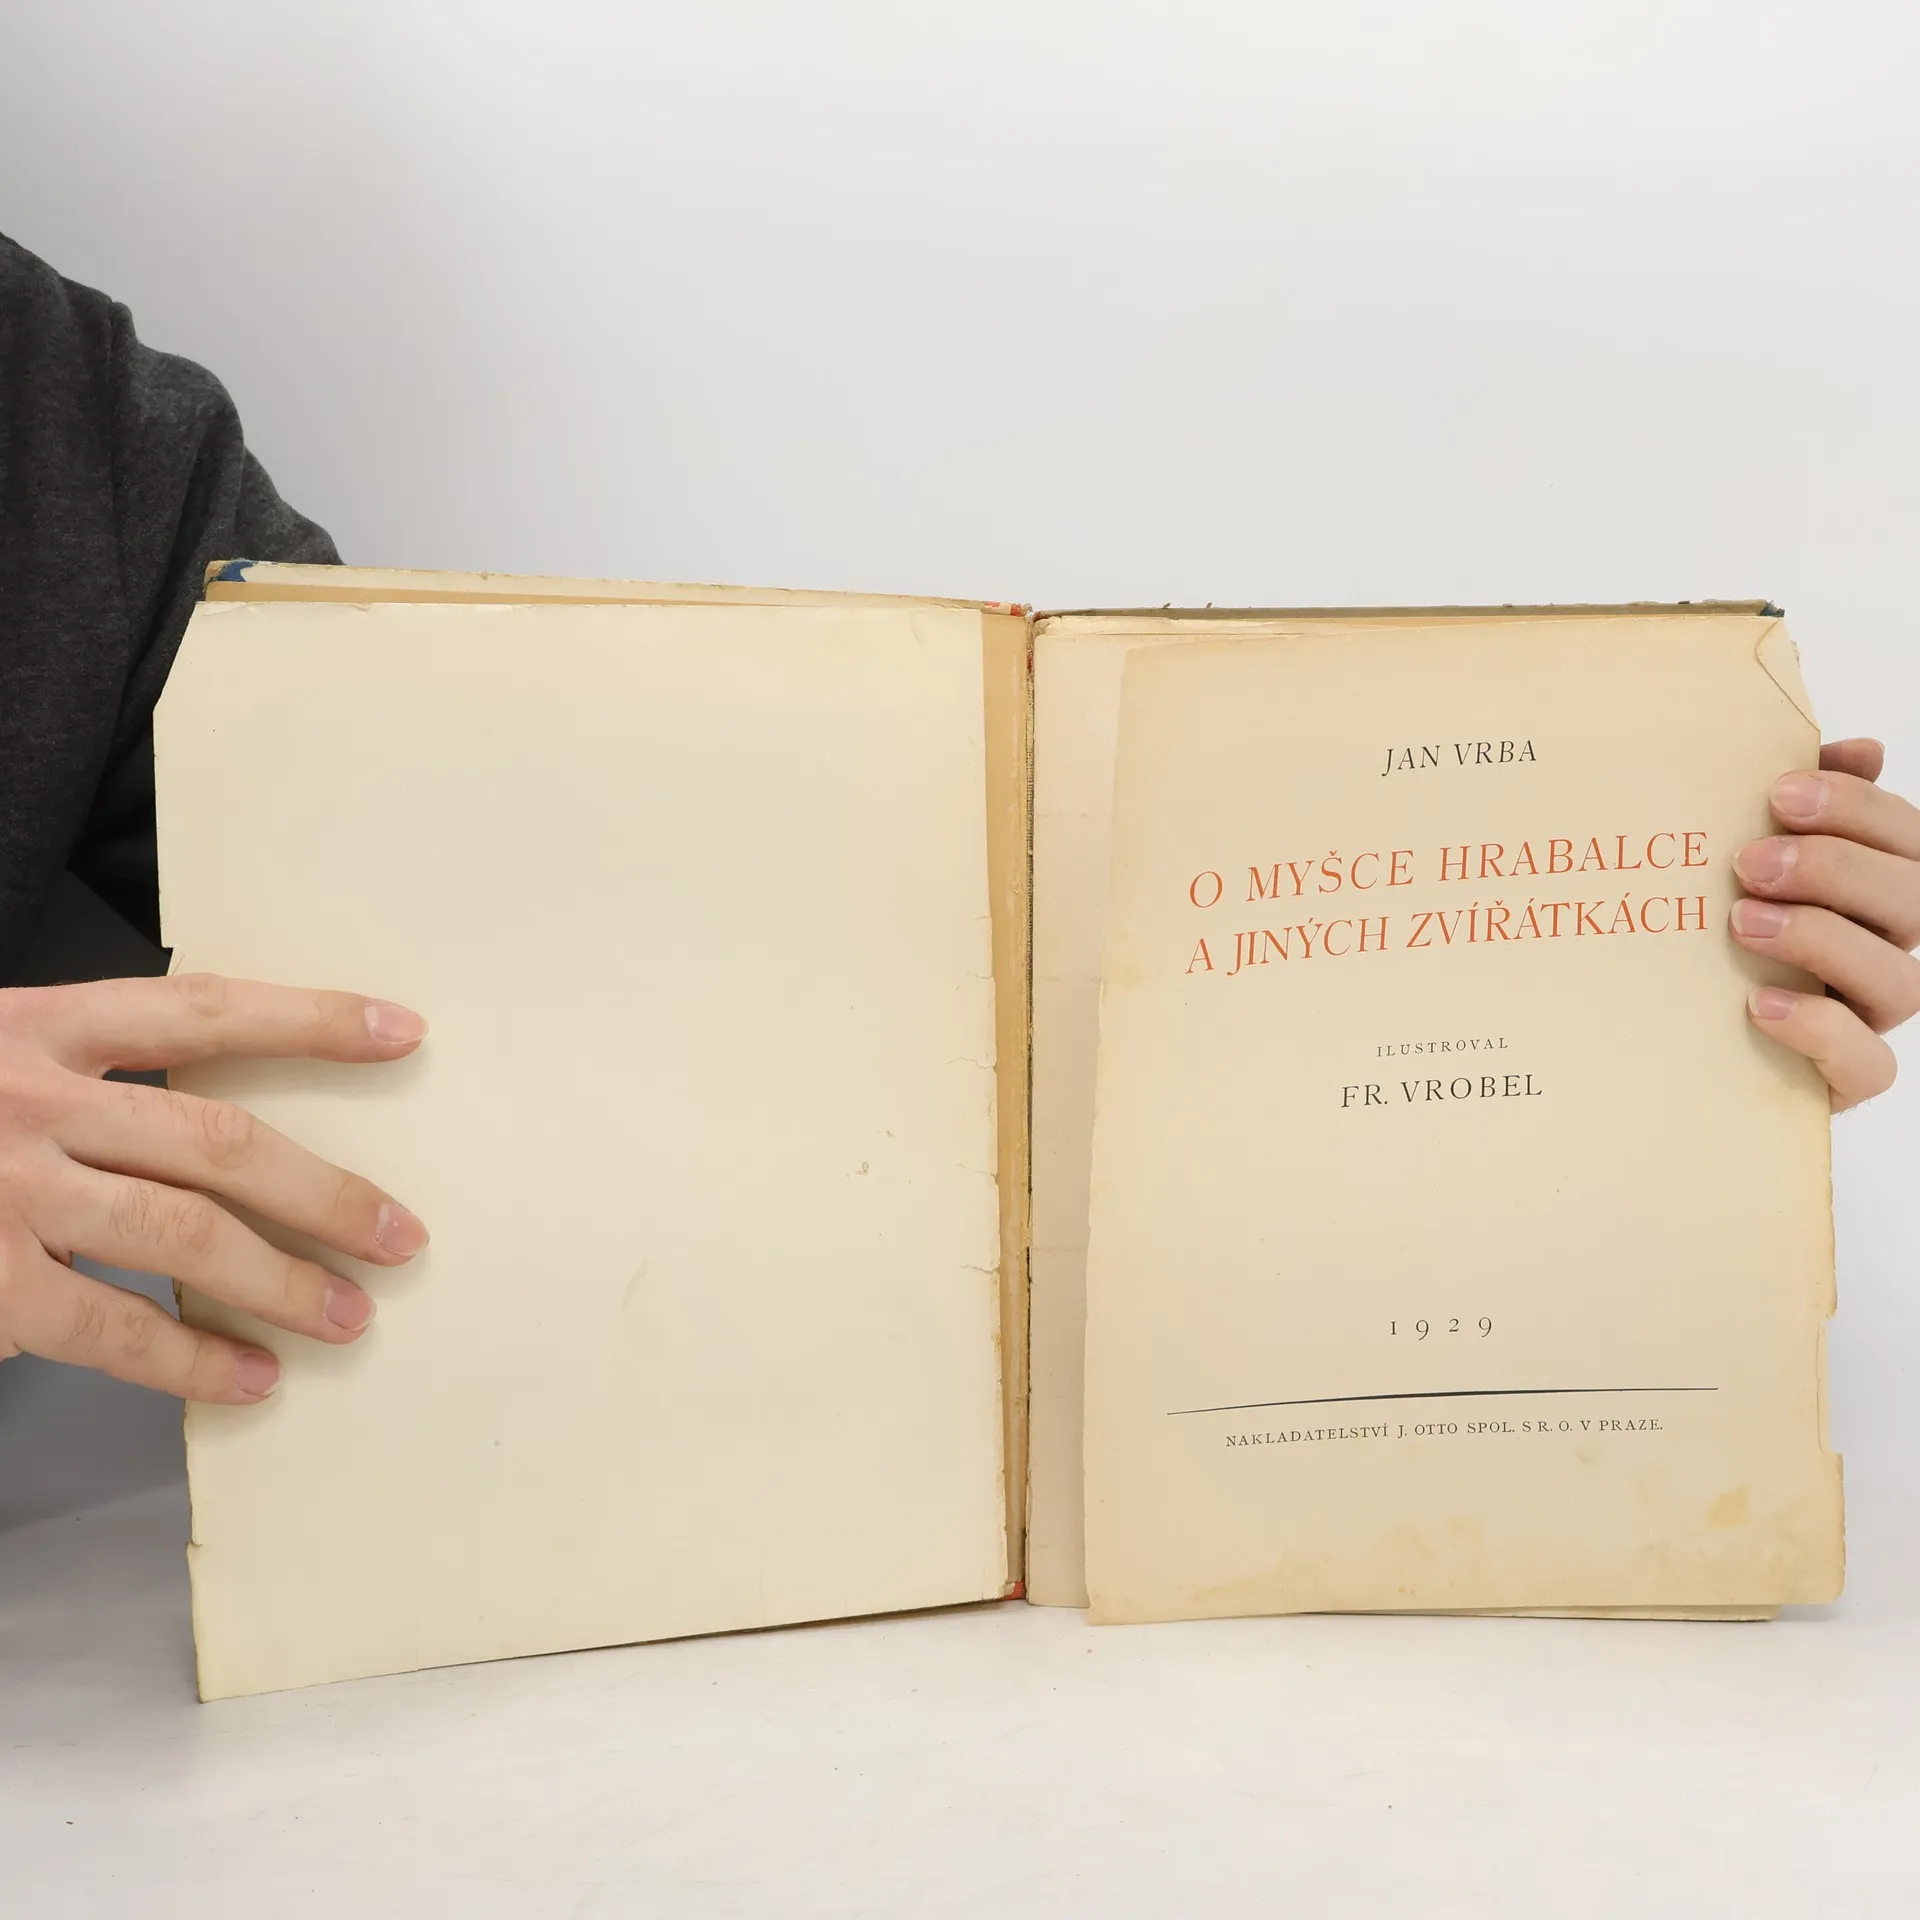 JAN VRBA
O MYŠCE HRABALCE
A JINÝCH ZVÍŘÁTKÁCH
ILUSTROVAL
FR. VROBEL
1929
NAKLADATELSTVÍ J. OTTO SPOL. S R. O. V PRAZE.